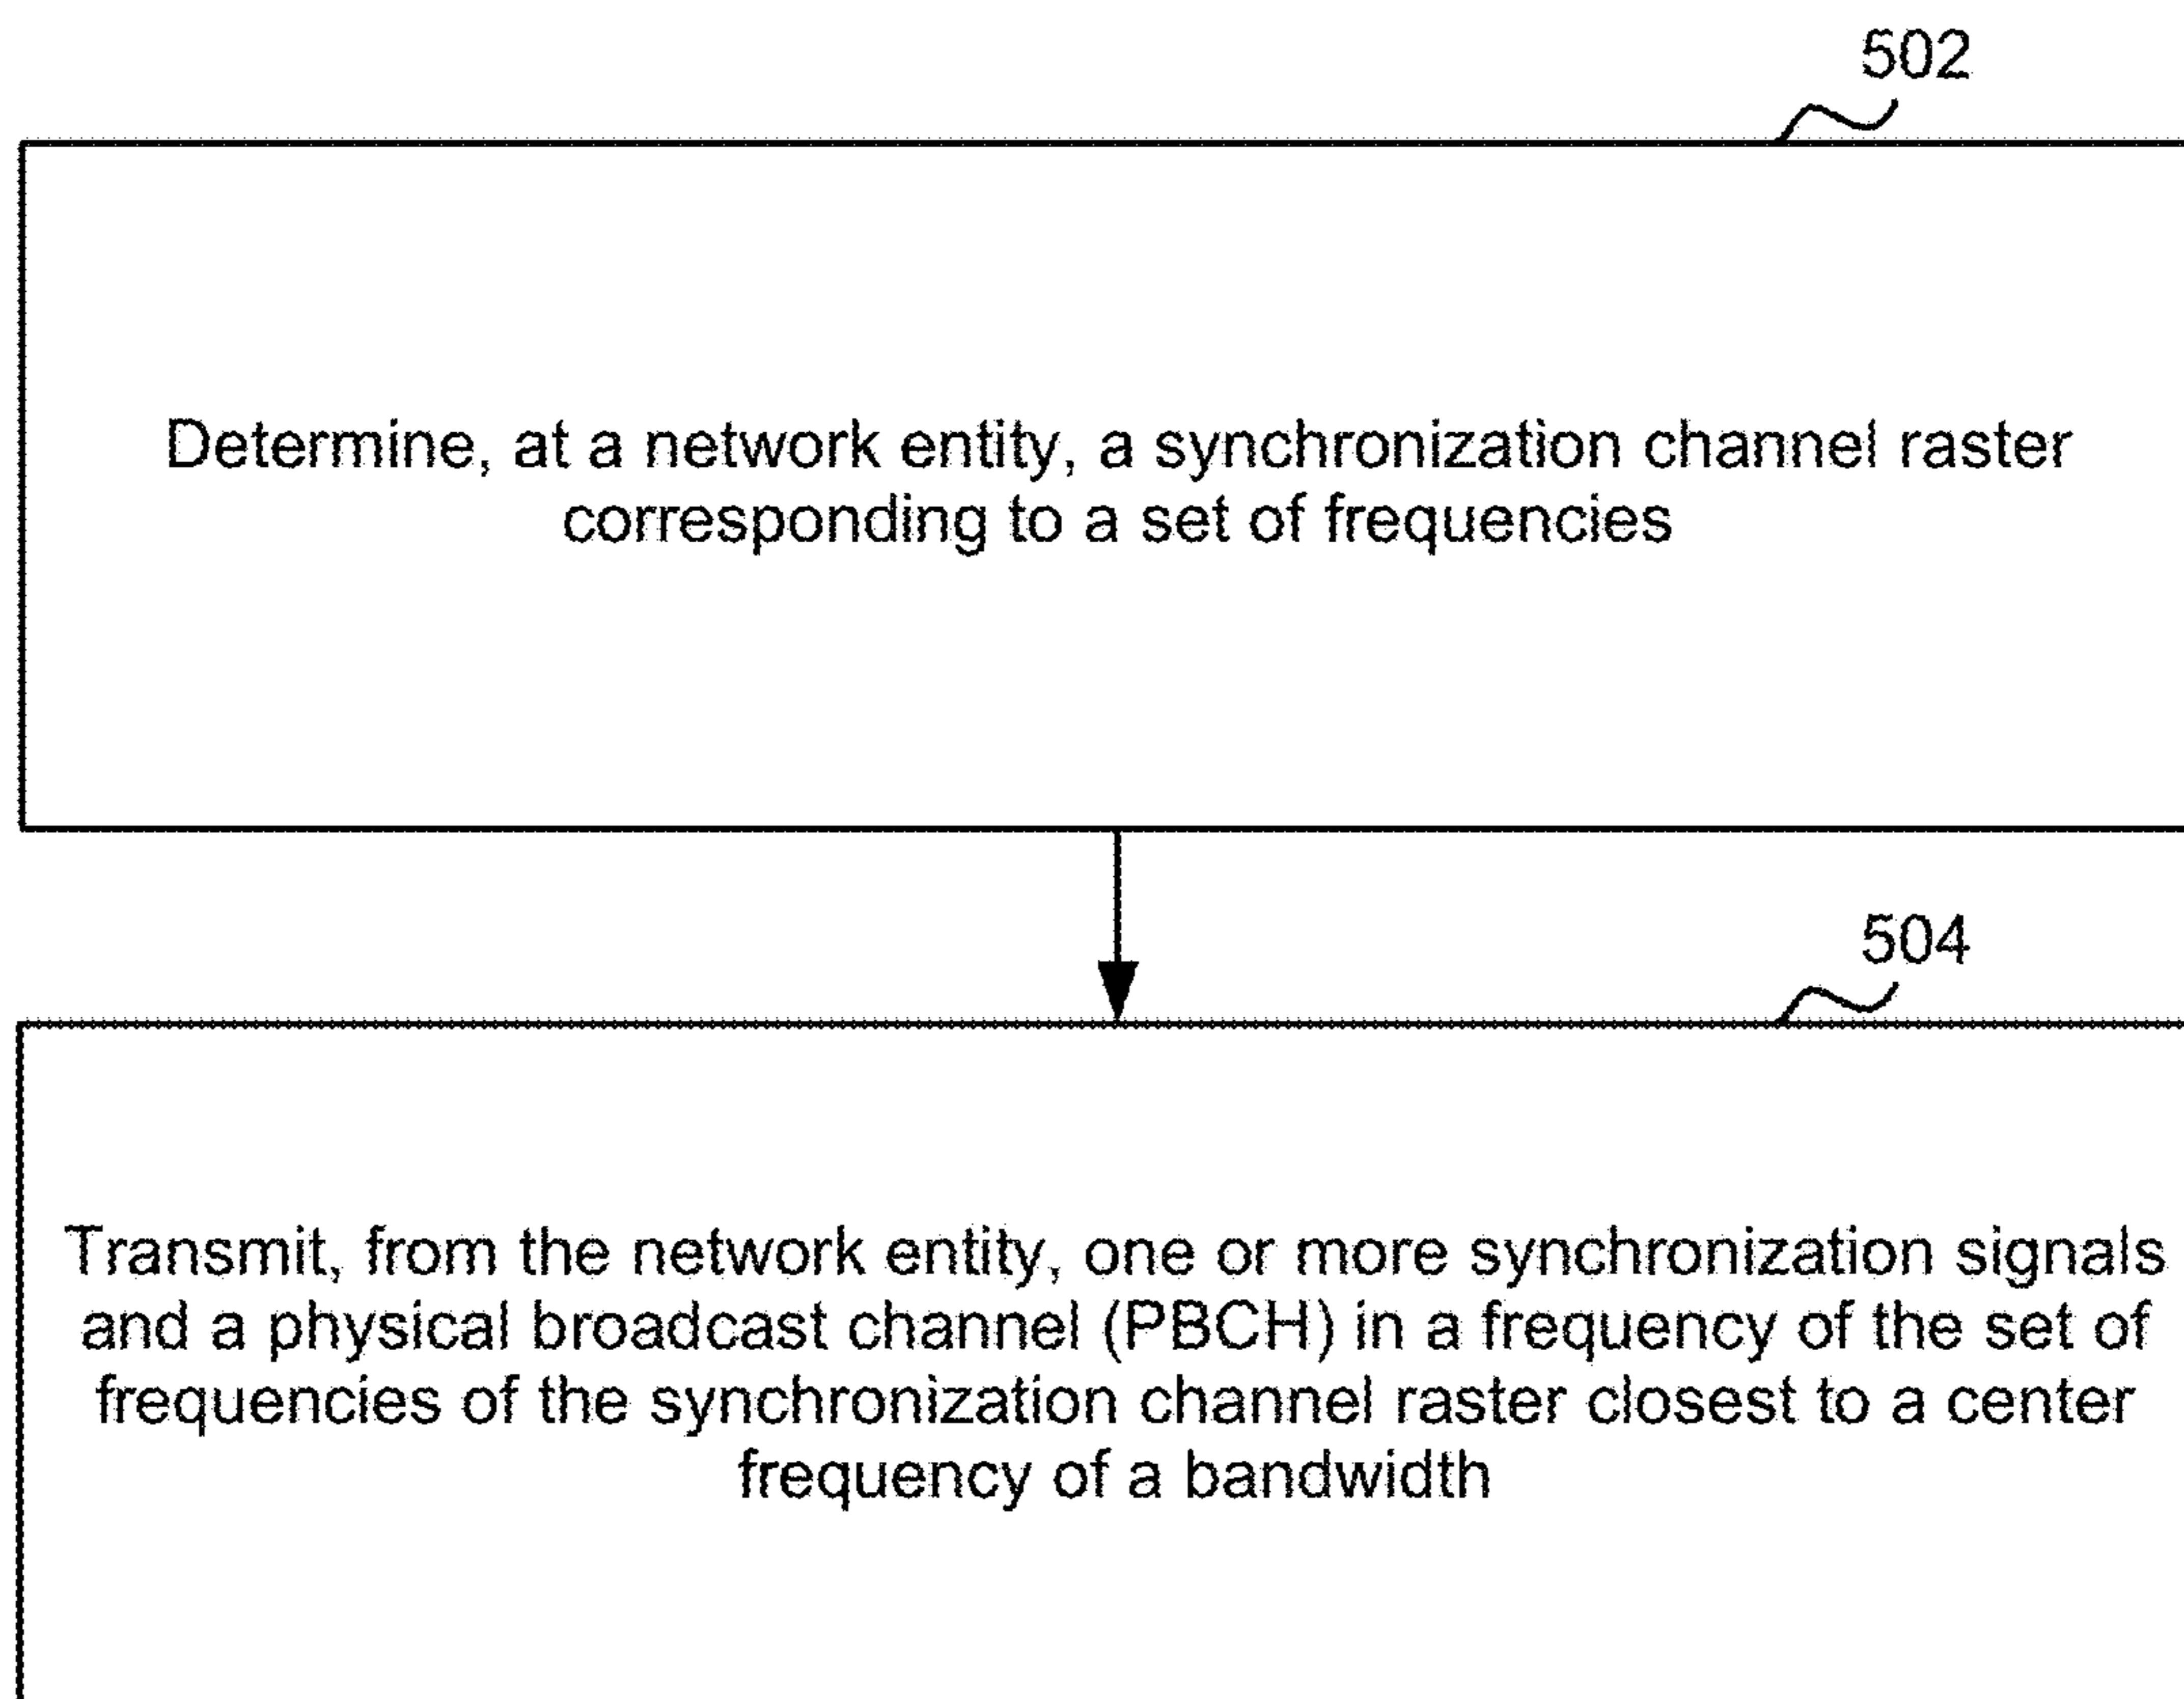 502
Determine, at a network entity, a synchronization channel raster
corresponding to a set of frequencies
504
Transmit, from the network entity, one or more synchronization signals
and a physical broadcast channel (PBCH) in a frequency of the set of
frequencies of the synchronization channel raster closest to a center
frequency of a bandwidth